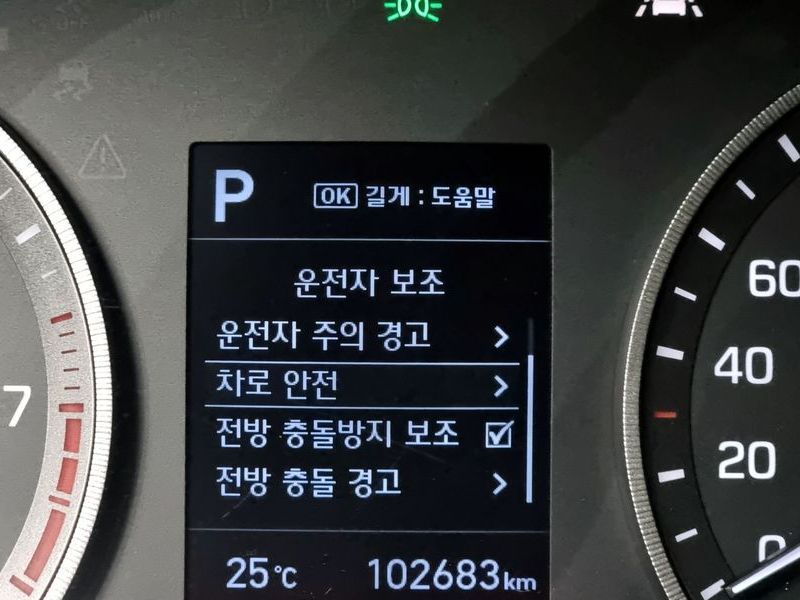 P
OK 길게 : 도움말
운전자 보조
운전자 주의 경고
차로 안전
전방 충돌방지 보조
전방 충돌 경고
25°C 102683km
7
60
40
20
0